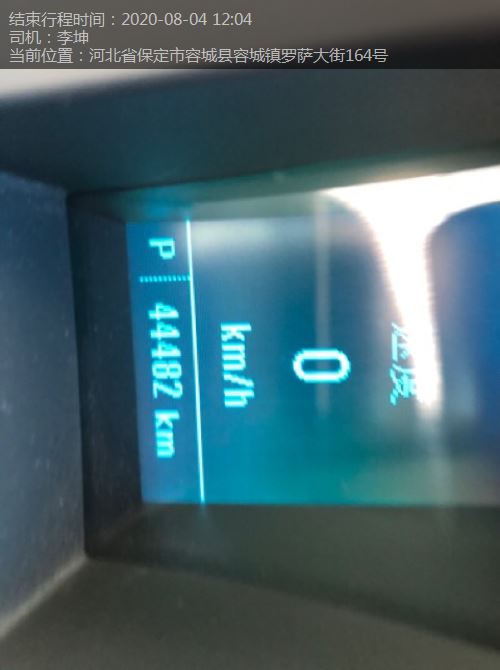 结束行程时间：2020-08-04 12:04
司机：李坤
当前位置：河北省保定市容城县容城镇罗萨大街164号
速度
0
km/h
P 44482 km